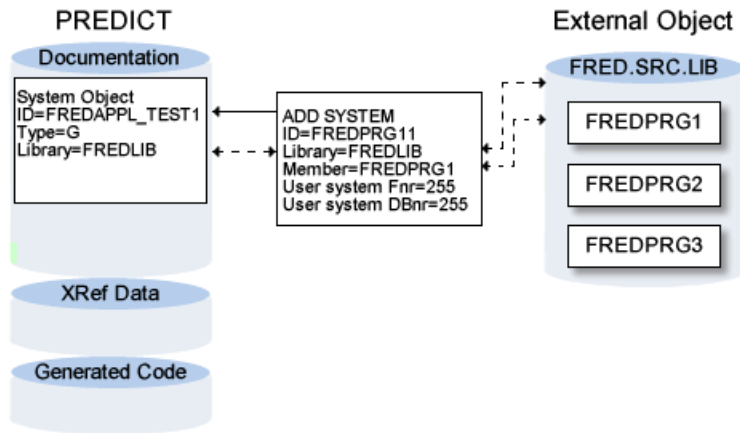 PREDICT
Documentation
System Object
ID=FREDAPPL_TEST1
Type=G
Library=FREDLIB
XRef Data
Generated Code
ADD SYSTEM
ID=FREDPRG11
Library=FREDLIB
Member=FREDPRG1
User system Fnr=255
User system DBnr=255
External Object
FRED.SRC.LIB
FREDPRG1
FREDPRG2
FREDPRG3